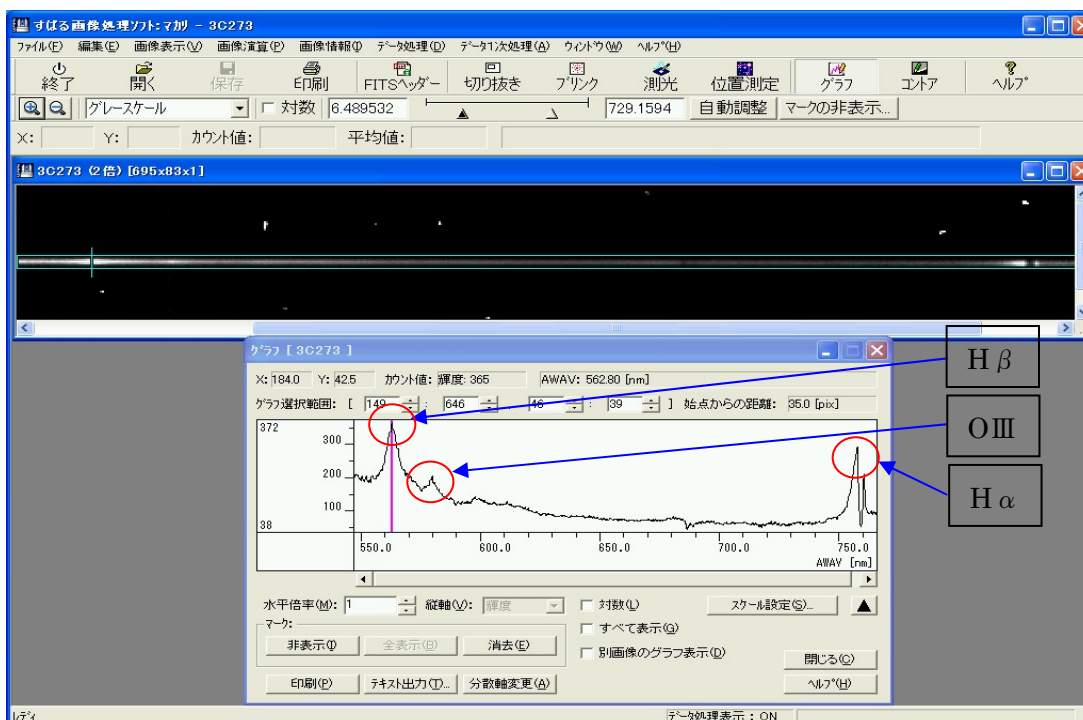 すばる画像処理ソフト:マカリ - 3C273
ファイル(F) 編集(E) 画像表示(V) 画像演算(P) 画像情報(I) データ処理(D) データ1次処理(A) ウィンドウ(W) ヘルプ(H)
終了 開く 保存 印刷 FITSヘッダー 切り抜き ブリンク 測光 位置測定 グラフ コントア ヘルプ
グレースケール 対数 6.489532 729.1594 自動調整 マークの非表示...
X: Y: カウント値: 平均値:
3C273 (2倍) [695x83x1]
グラフ [ 3C273 ]
X: 184.0 Y: 42.5 カウント値: 輝度: 365 AWAV: 562.80 [nm]
グラフ選択範囲: [ 149 : 646 , 46 : 39 ] 始点からの距離: 35.0 [pix]
Hβ
OⅢ
Hα
372
300
200
100
38
550.0 600.0 650.0 700.0 750.0
AWAV [nm]
水平倍率(M): 1 縦軸(V): 輝度 対数(L) スケール設定(S)...
マーク: すべて表示(G)
非表示(I) 全表示(B) 消去(E) 別画像のグラフ表示(D) 閉じる(C)
印刷(P) テキスト出力(T)... 分散軸変更(A) ヘルプ(H)
レディ データ処理表示 : ON